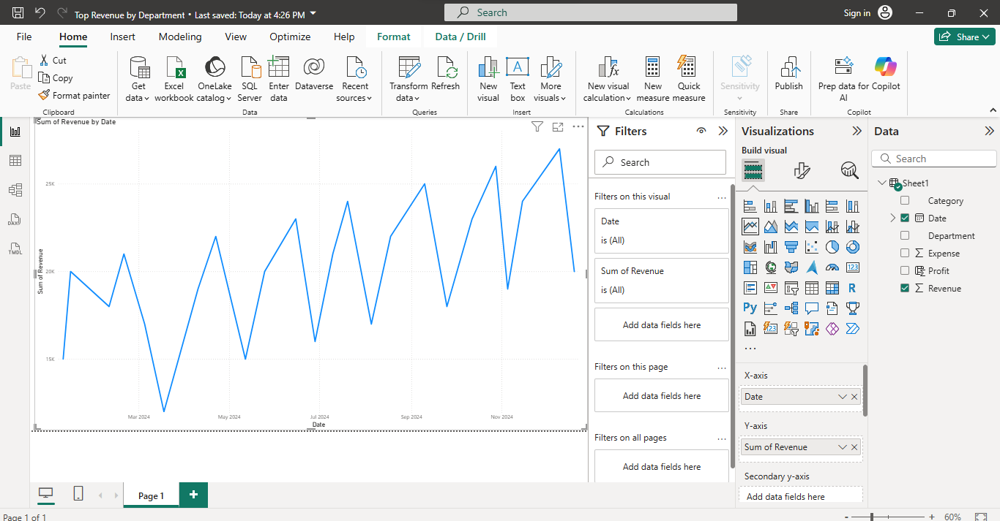 Top Revenue by Department • Last saved: Today at 4:26 PM
Search
Sign in
File
Home
Insert
Modeling
View
Optimize
Help
Format
Data / Drill
Share
Paste
Cut
Copy
Format painter
Clipboard
Get
data
Excel
workbook
OneLake
catalog
SQL
Server
Enter
data
Dataverse
Recent
sources
Data
Transform
data
Refresh
Queries
New
visual
Text
box
More
visuals
Insert
New visual
calculation
New
measure
Quick
measure
Calculations
Sensitivity
Sensitivity
Publish
Share
Prep data for
AI
Copilot
Copilot
DAX
TMDL
Sum of Revenue by Date
Sum of Revenue
25K
20K
15K
Mar 2024
May 2024
Jul 2024
Sep 2024
Nov 2024
Date
Filters
Search
Filters on this visual
Date
is (All)
Sum of Revenue
is (All)
Add data fields here
Filters on this page
Add data fields here
Filters on all pages
Add data fields here
Visualizations
Build visual
123
R
Py
123
X-axis
Date
Y-axis
Sum of Revenue
Secondary y-axis
Add data fields here
Data
Search
Sheet1
Category
Date
Department
Expense
Profit
Revenue
Page 1
Page 1 of 1
60%